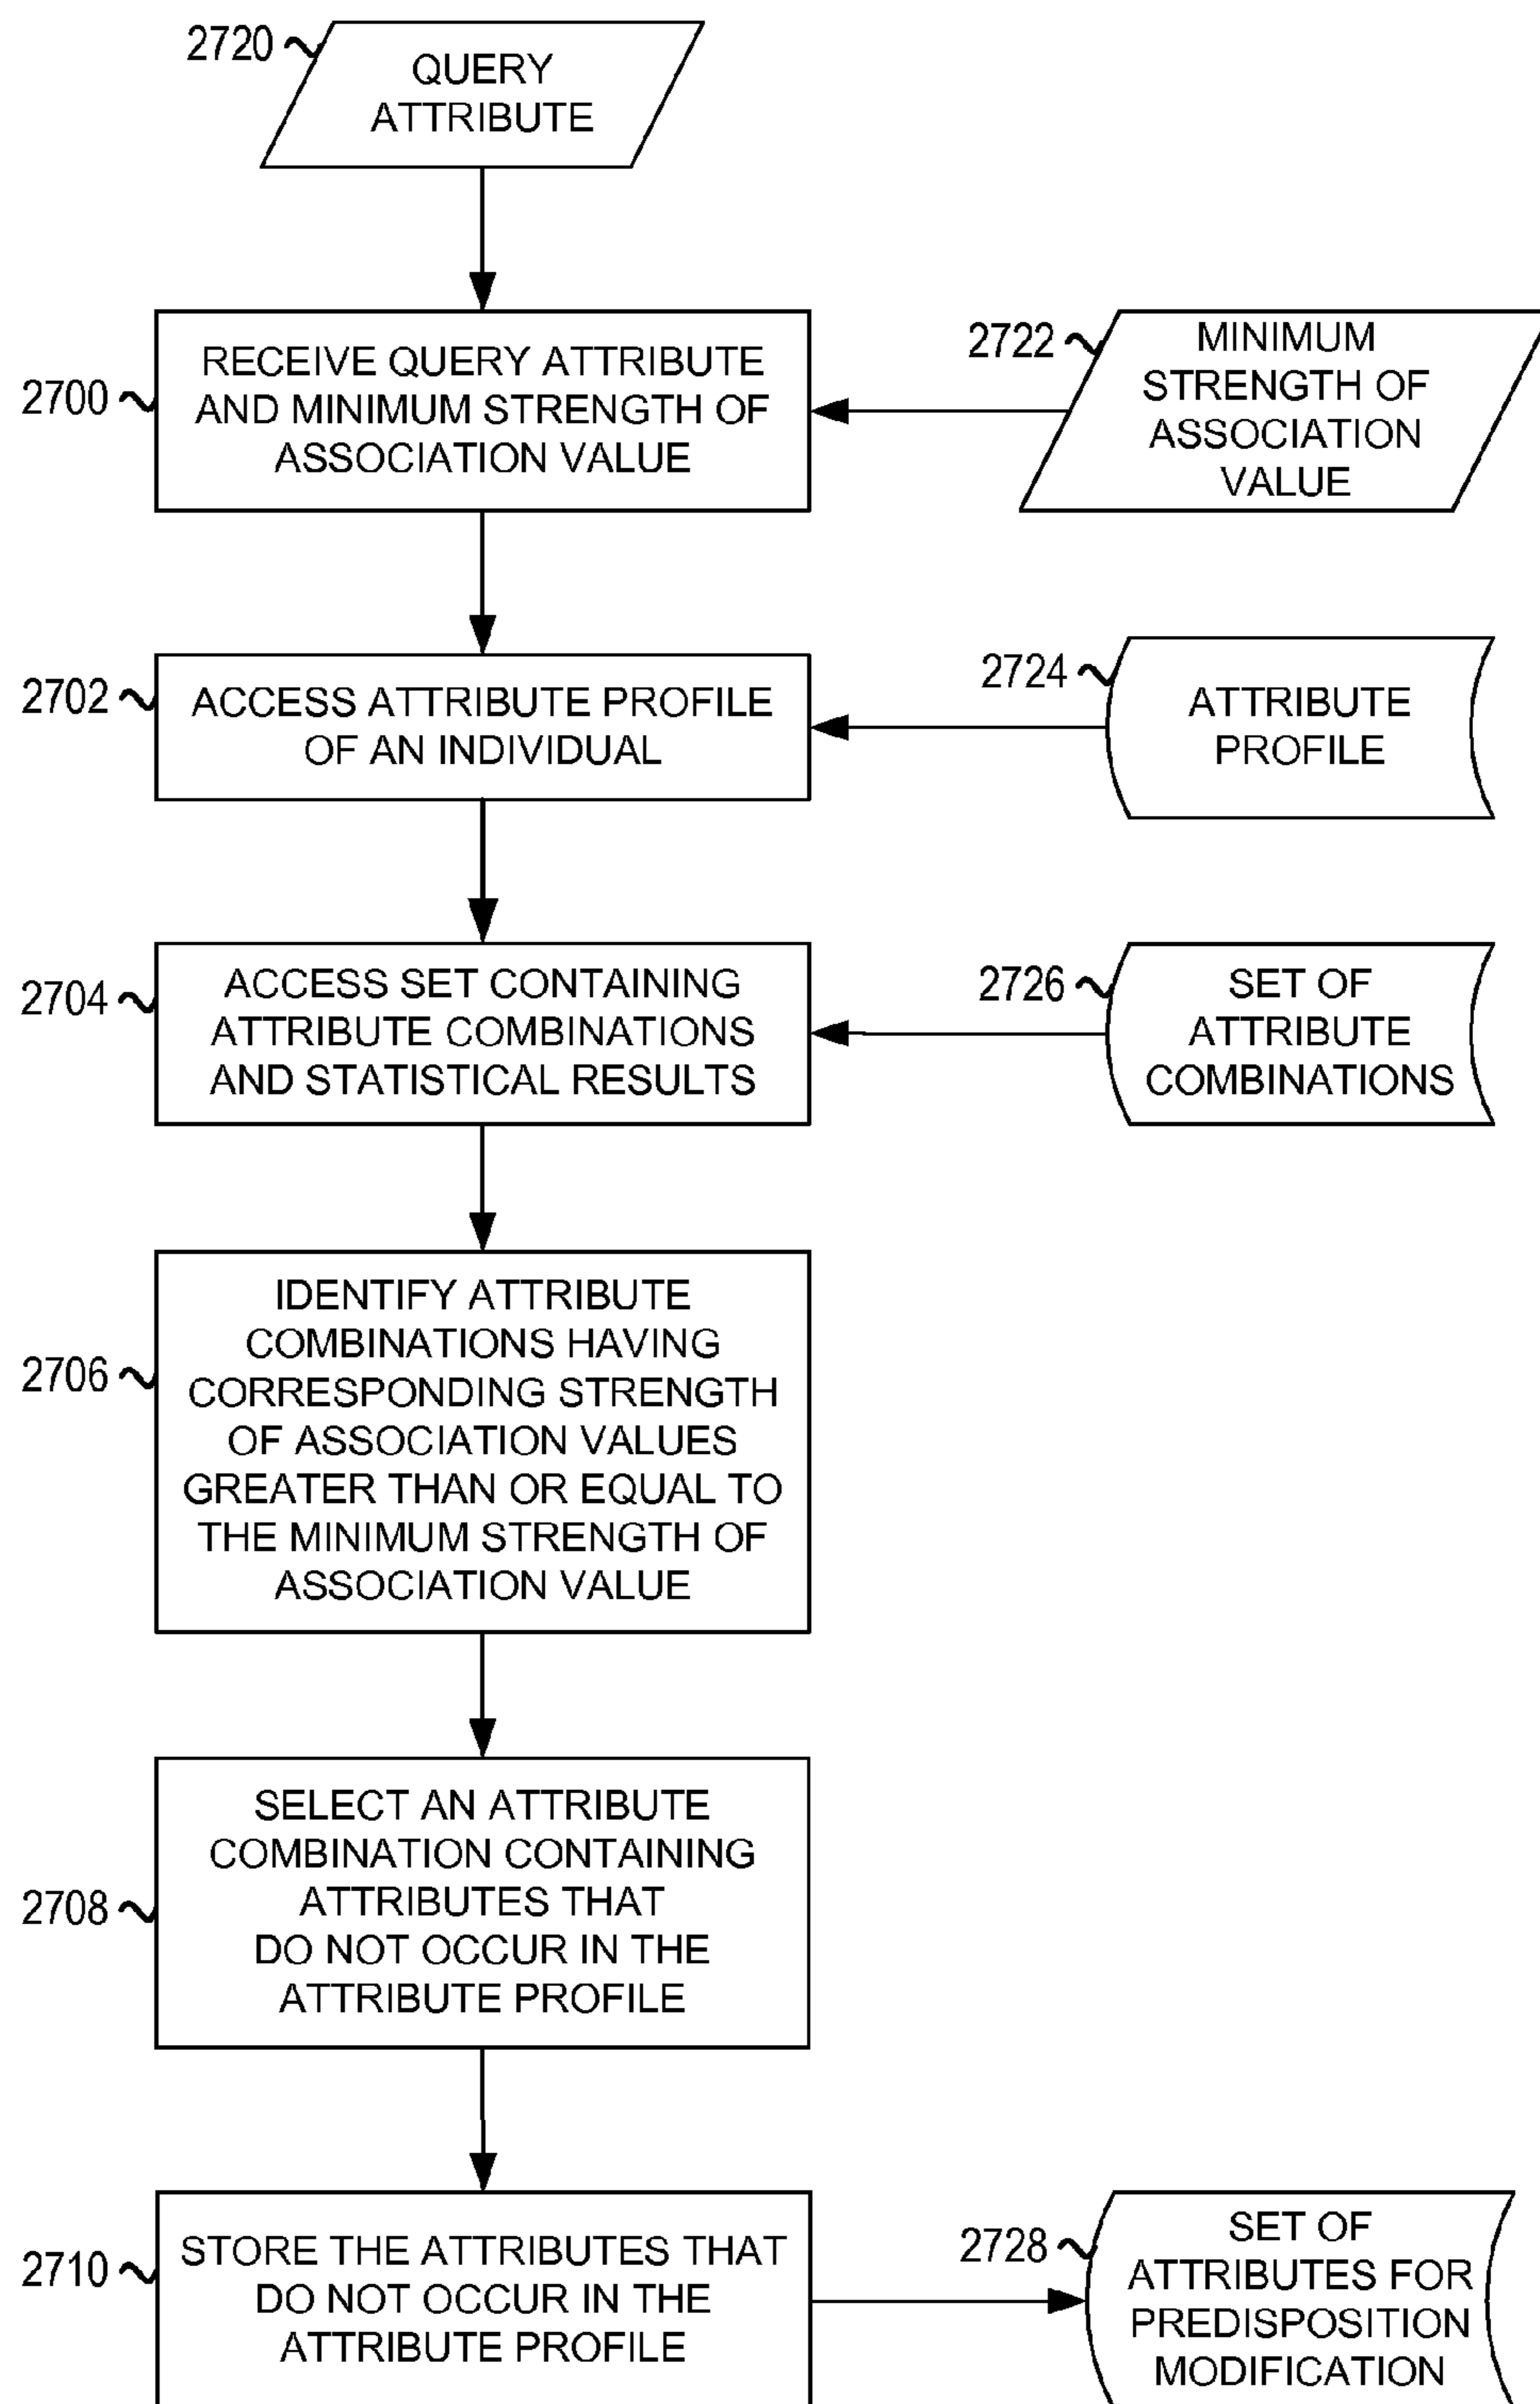 2720
QUERY
ATTRIBUTE
2700
RECEIVE QUERY ATTRIBUTE
AND MINIMUM STRENGTH OF
ASSOCIATION VALUE
2722
MINIMUM
STRENGTH OF
ASSOCIATION
VALUE
2702
ACCESS ATTRIBUTE PROFILE
OF AN INDIVIDUAL
2724
ATTRIBUTE
PROFILE
2704
ACCESS SET CONTAINING
ATTRIBUTE COMBINATIONS
AND STATISTICAL RESULTS
2726
SET OF
ATTRIBUTE
COMBINATIONS
2706
IDENTIFY ATTRIBUTE
COMBINATIONS HAVING
CORRESPONDING STRENGTH
OF ASSOCIATION VALUES
GREATER THAN OR EQUAL TO
THE MINIMUM STRENGTH OF
ASSOCIATION VALUE
2708
SELECT AN ATTRIBUTE
COMBINATION CONTAINING
ATTRIBUTES THAT
DO NOT OCCUR IN THE
ATTRIBUTE PROFILE
2710
STORE THE ATTRIBUTES THAT
DO NOT OCCUR IN THE
ATTRIBUTE PROFILE
2728
SET OF
ATTRIBUTES FOR
PREDISPOSITION
MODIFICATION